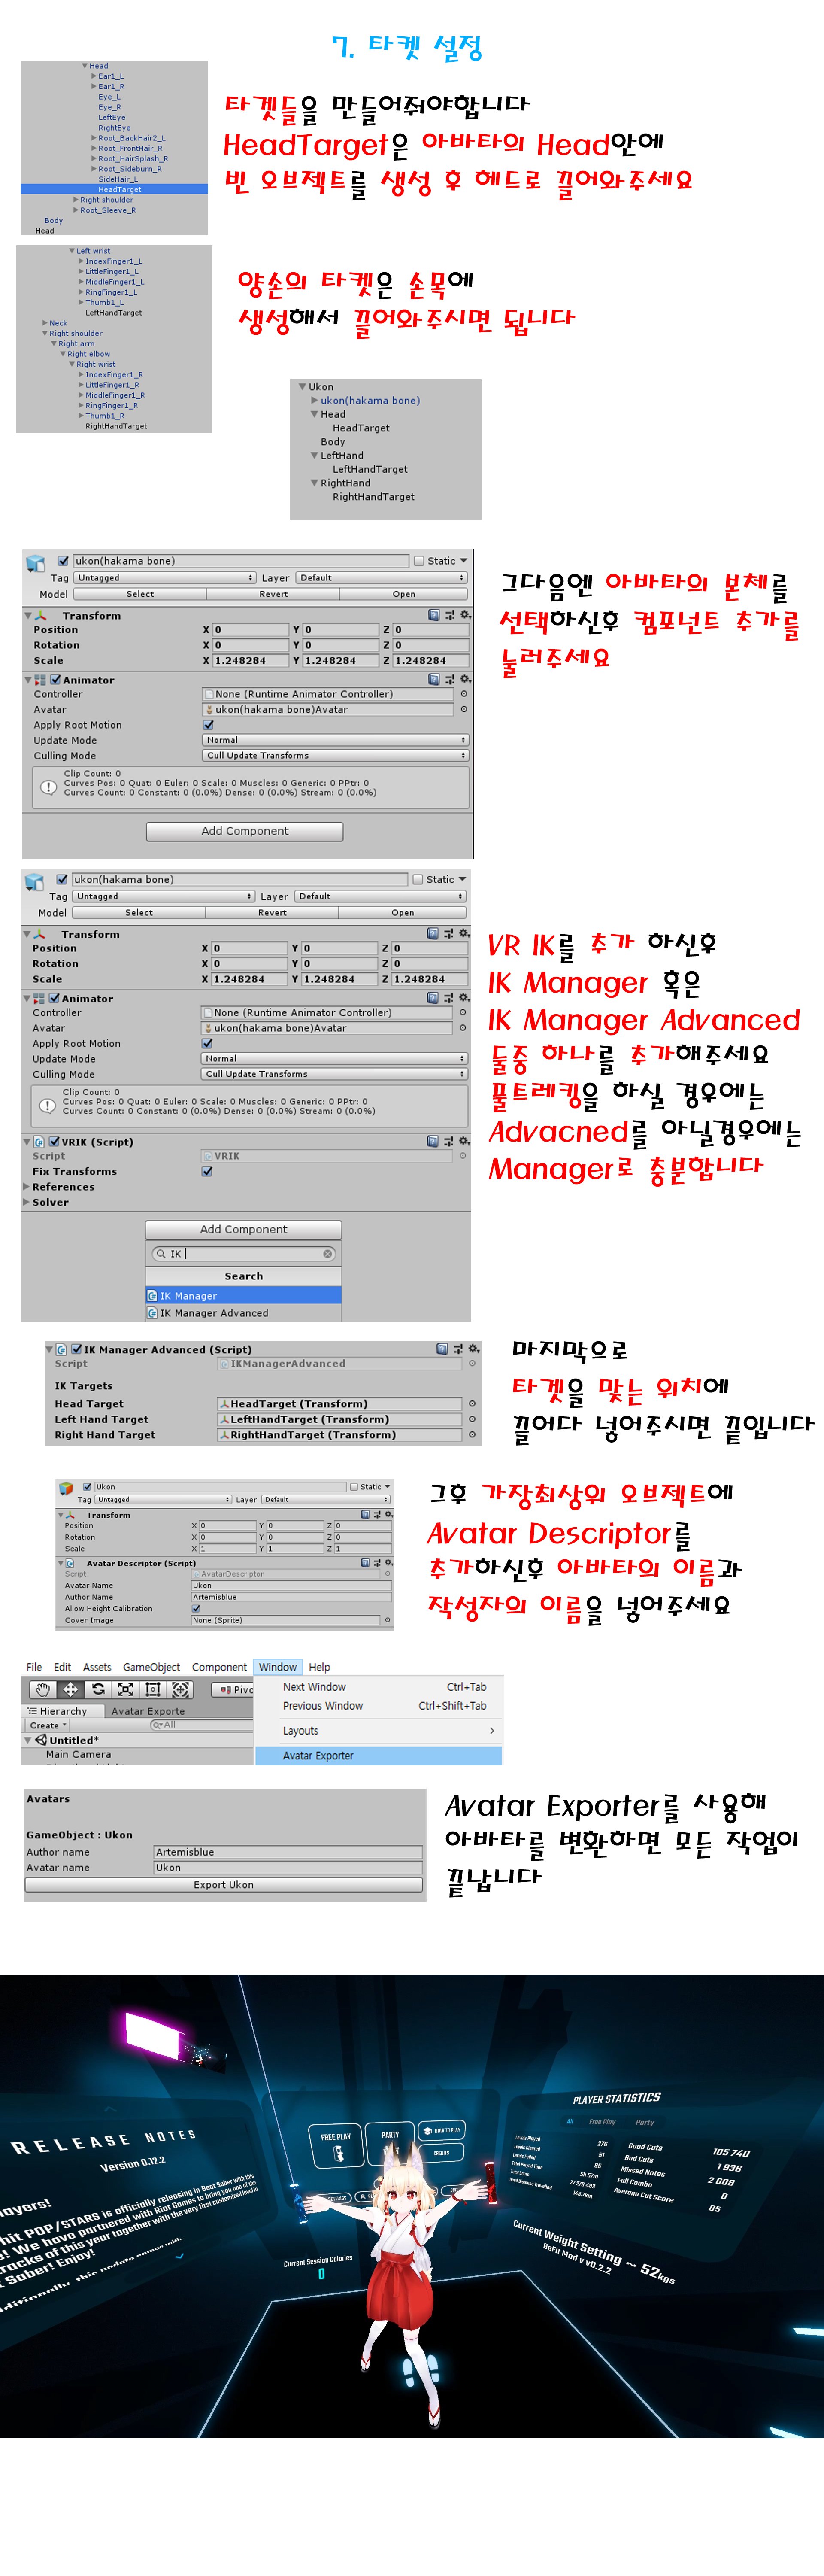 7. 타켓 설정
Head
Ear1_L
Ear1_R
Eye_L
Eye_R
LeftEye
RightEye
Root_BackHair2_L
Root_FrontHair_R
Root_HairSplash_R
Root_Sideburn_R
SideHair_L
HeadTarget
Right shoulder
Root_Sleeve_R
Body
Head
타겟들을 만들어줘야합니다
HeadTarget은 아바타의 Head안에
빈 오브젝트를 생성 후 헤드로 끌어와주세요
Left wrist
IndexFinger1_L
LittleFinger1_L
MiddleFinger1_L
RingFinger1_L
Thumb1_L
LeftHandTarget
Neck
Right shoulder
Right arm
Right elbow
Right wrist
IndexFinger1_R
LittleFinger1_R
MiddleFinger1_R
RingFinger1_R
Thumb1_R
RightHandTarget
양손의 타켓은 손목에
생성해서 끌어와주시면 됩니다
Ukon
ukon(hakama bone)
Head
HeadTarget
Body
LeftHand
LeftHandTarget
RightHand
RightHandTarget
ukon(hakama bone) Static
Tag Untagged Layer Default
Model Select Revert Open
Transform
Position X 0 Y 0 Z 0
Rotation X 0 Y 0 Z 0
Scale X 1.248284 Y 1.248284 Z 1.248284
Animator
Controller None (Runtime Animator Controller)
Avatar ukon(hakama bone)Avatar
Apply Root Motion
Update Mode Normal
Culling Mode Cull Update Transforms
Clip Count: 0
Curves Pos: 0 Quat: 0 Euler: 0 Scale: 0 Muscles: 0 Generic: 0 PPtr: 0
Curves Count: 0 Constant: 0 (0.0%) Dense: 0 (0.0%) Stream: 0 (0.0%)
Add Component
그다음엔 아바타의 본체를
선택하신후 컴포넌트 추가를
눌러주세요
ukon(hakama bone) Static
Tag Untagged Layer Default
Model Select Revert Open
Transform
Position X 0 Y 0 Z 0
Rotation X 0 Y 0 Z 0
Scale X 1.248284 Y 1.248284 Z 1.248284
Animator
Controller None (Runtime Animator Controller)
Avatar ukon(hakama bone)Avatar
Apply Root Motion
Update Mode Normal
Culling Mode Cull Update Transforms
Clip Count: 0
Curves Pos: 0 Quat: 0 Euler: 0 Scale: 0 Muscles: 0 Generic: 0 PPtr: 0
Curves Count: 0 Constant: 0 (0.0%) Dense: 0 (0.0%) Stream: 0 (0.0%)
VRIK (Script)
Script VRIK
Fix Transforms
References
Solver
Add Component
IK
Search
IK Manager
IK Manager Advanced
VR IK를 추가 하신후
IK Manager 혹은
IK Manager Advanced
둘중 하나를 추가해주세요
풀트레킹을 하실 경우에는
Advacned를 아닐경우에는
Manager로 충분합니다
IK Manager Advanced (Script)
Script IKManagerAdvanced
IK Targets
Head Target HeadTarget (Transform)
Left Hand Target LeftHandTarget (Transform)
Right Hand Target RightHandTarget (Transform)
마지막으로
타겟을 맞는 위치에
끌어다 넣어주시면 끝입니다
Ukon Static
Tag Untagged Layer Default
Transform
Position X 0 Y 0 Z 0
Rotation X 0 Y 0 Z 0
Scale X 1 Y 1 Z 1
Avatar Descriptor (Script)
Script AvatarDescriptor
Avatar Name Ukon
Author Name Artemisblue
Allow Height Calibration
Cover Image None (Sprite)
그후 가장최상위 오브젝트에
Avatar Descriptor를
추가하신후 아바타의 이름과
작성자의 이름을 넣어주세요
File Edit Assets GameObject Component Window Help
Pivo
Hierarchy Avatar Exporte
Create All
Untitled*
Main Camera
Next Window Ctrl+Tab
Previous Window Ctrl+Shift+Tab
Layouts
Avatar Exporter
Avatars
GameObject : Ukon
Author name Artemisblue
Avatar name Ukon
Export Ukon
Avatar Exporter를 사용해
아바타를 변환하면 모든 작업이
끝납니다
RELEASE NOTES
Version 0.12.2
ayers!
hit POP/STARS is officially releasing in Beat Saber with this
! We have partnered with Riot Games to bring you one of the
tracks of this year together with the very first customized level in
t Saber! Enjoy!
dditionally, this update comes with
FREE PLAY
PARTY
HOW TO PLAY
CREDITS
SETTINGS
Current Session Calories
0
PLAYER STATISTICS
All Free Play Party
Levels Played 276 Good Cuts 105 740
Levels Cleared 51 Bad Cuts 1 936
Levels Failed 85 Missed Notes 2 608
Total Played Time 5h 57m Full Combo 0
Total Score 27 279 483 Average Cut Score 85
Head Distance Travelled 146.7km
Current Weight Setting ~ 52kgs
BeFit Mod v v0.2.2